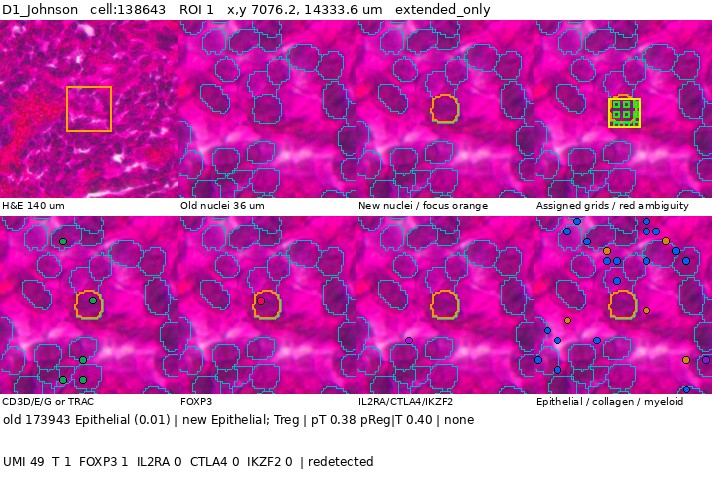 D1_Johnson cell:138643 ROI 1 x,y 7076.2, 14333.6 um extended_only
H&E 140 um
Old nuclei 36 um
New nuclei / focus orange
Assigned grids / red ambiguity
CD3D/E/G or TRAC
FOXP3
IL2RA/CTLA4/IKZF2
Epithelial / collagen / myeloid
old 173943 Epithelial (0.01) | new Epithelial; Treg | pT 0.38 pReg|T 0.40 | none
UMI 49 T 1 FOXP3 1 IL2RA 0 CTLA4 0 IKZF2 0 | redetected